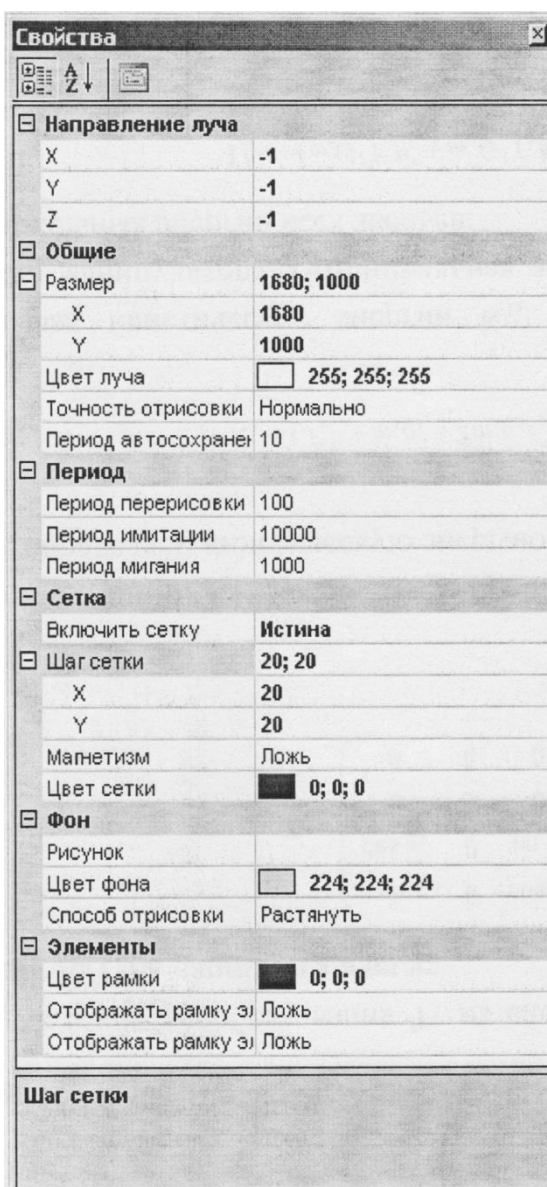 Свойства
Направление луча
X -1
Y -1
Z -1
Общие
Размер 1680; 1000
X 1680
Y 1000
Цвет луча 255; 255; 255
Точность отрисовки Нормально
Период автосохранен 10
Период
Период перерисовки 100
Период имитации 10000
Период мигания 1000
Сетка
Включить сетку Истина
Шаг сетки 20; 20
X 20
Y 20
Магнетизм Ложь
Цвет сетки 0; 0; 0
Фон
Рисунок
Цвет фона 224; 224; 224
Способ отрисовки Растянуть
Элементы
Цвет рамки 0; 0; 0
Отображать рамку эл Ложь
Отображать рамку эл Ложь
Шаг сетки